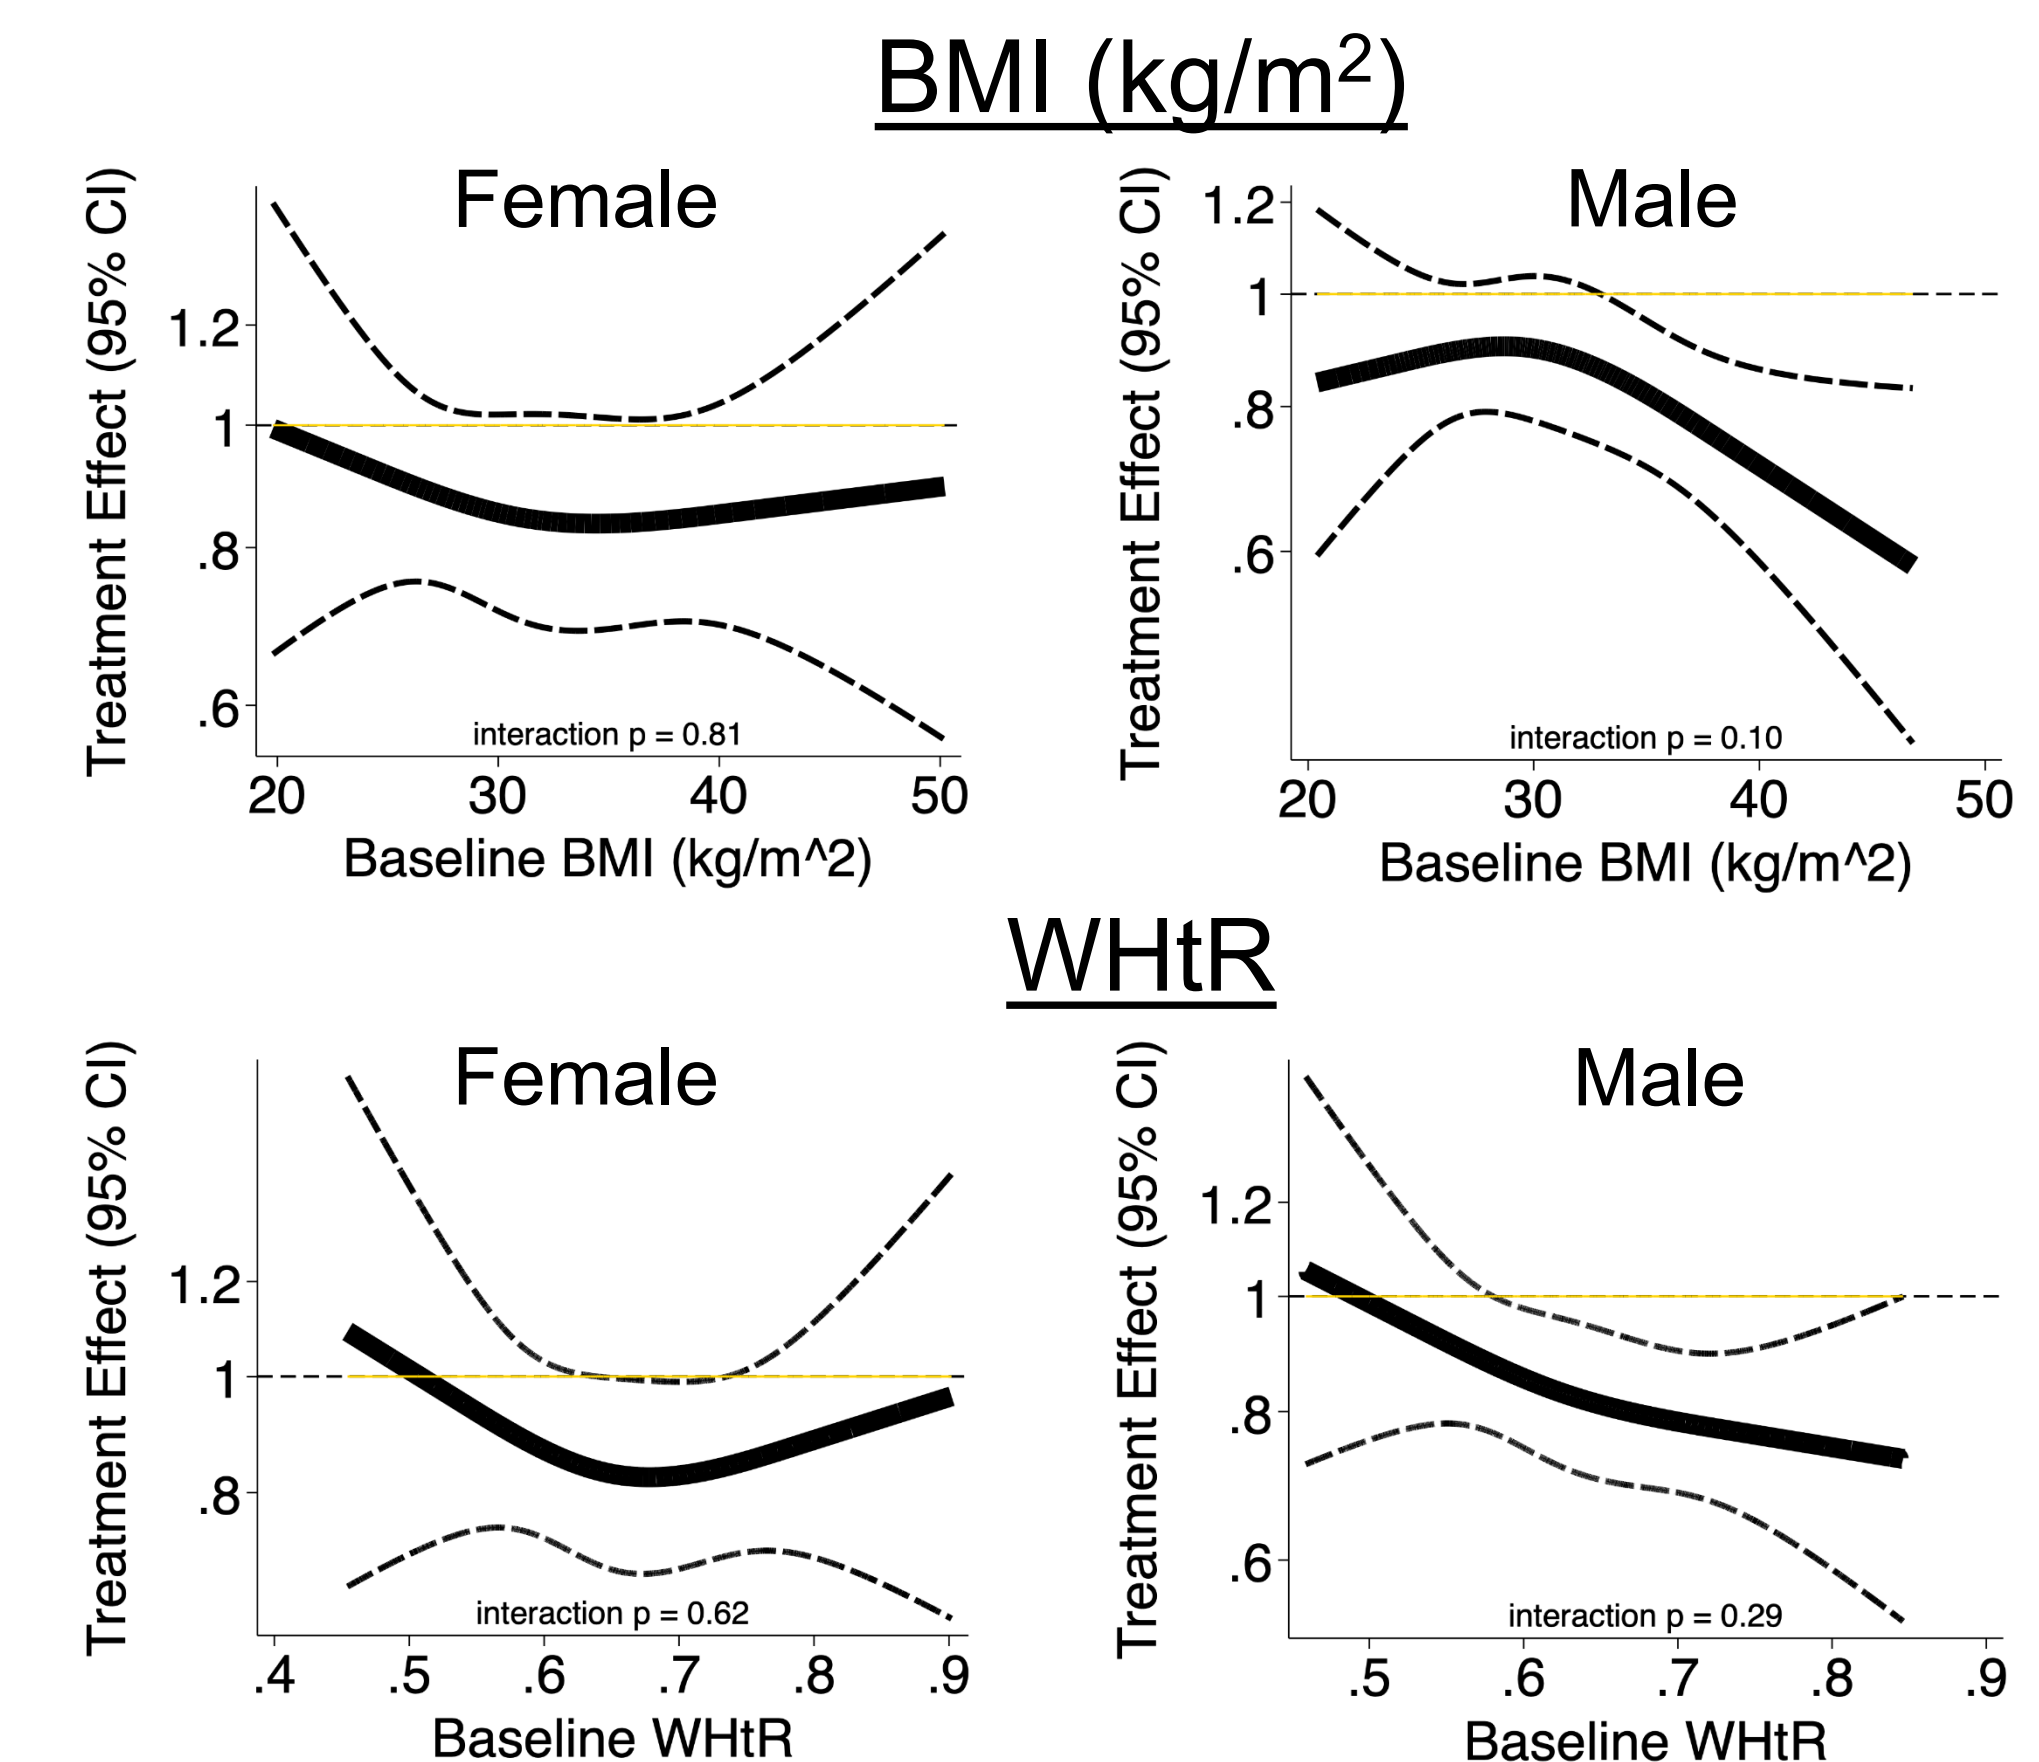 BMI (kg/m²)
Female
Treatment Effect (95% CI)
1.2
1
.8
.6
interaction p = 0.81
20 30 40 50
Baseline BMI (kg/m^2)
Male
Treatment Effect (95% CI)
1.2
1
.8
.6
interaction p = 0.10
20 30 40 50
Baseline BMI (kg/m^2)
WHtR
Female
Treatment Effect (95% CI)
1.2
1
.8
interaction p = 0.62
.4 .5 .6 .7 .8 .9
Baseline WHtR
Male
Treatment Effect (95% CI)
1.2
1
.8
.6
interaction p = 0.29
.5 .6 .7 .8 .9
Baseline WHtR